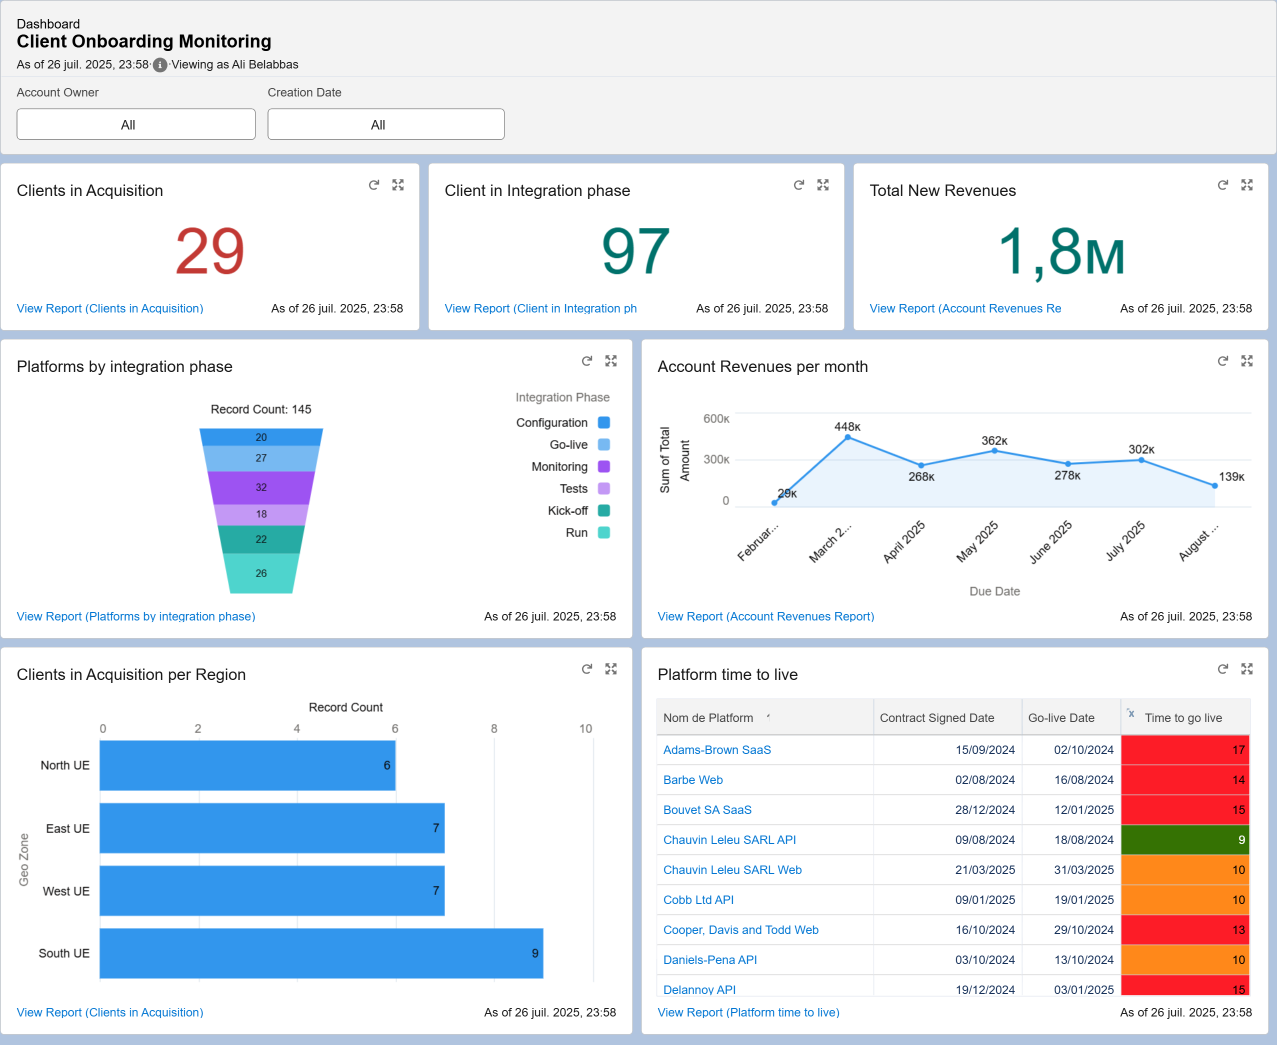 Dashboard
Client Onboarding Monitoring
As of 26 juil. 2025, 23:58·Viewing as Ali Belabbas
Account Owner
Creation Date
All
All
Clients in Acquisition
29
View Report (Clients in Acquisition)
As of 26 juil. 2025, 23:58
Client in Integration phase
97
View Report (Client in Integration ph
As of 26 juil. 2025, 23:58
Total New Revenues
1,8M
View Report (Account Revenues Re
As of 26 juil. 2025, 23:58
Platforms by integration phase
Record Count: 145
20
27
32
18
22
26
Integration Phase
Configuration
Go-live
Monitoring
Tests
Kick-off
Run
View Report (Platforms by integration phase)
As of 26 juil. 2025, 23:58
Account Revenues per month
Sum of Total
Amount
600K
300K
0
29K
448K
268K
362K
278K
302K
139K
Februar...
March 2...
April 2025
May 2025
June 2025
July 2025
August ...
Due Date
View Report (Account Revenues Report)
As of 26 juil. 2025, 23:58
Clients in Acquisition per Region
Record Count
0 2 4 6 8 10
Geo Zone
North UE 6
East UE 7
West UE 7
South UE 9
View Report (Clients in Acquisition)
As of 26 juil. 2025, 23:58
Platform time to live
Nom de Platform Contract Signed Date Go-live Date Time to go live
Adams-Brown SaaS 15/09/2024 02/10/2024 17
Barbe Web 02/08/2024 16/08/2024 14
Bouvet SA SaaS 28/12/2024 12/01/2025 15
Chauvin Leleu SARL API 09/08/2024 18/08/2024 9
Chauvin Leleu SARL Web 21/03/2025 31/03/2025 10
Cobb Ltd API 09/01/2025 19/01/2025 10
Cooper, Davis and Todd Web 16/10/2024 29/10/2024 13
Daniels-Pena API 03/10/2024 13/10/2024 10
Delannoy API 19/12/2024 03/01/2025 15
View Report (Platform time to live)
As of 26 juil. 2025, 23:58